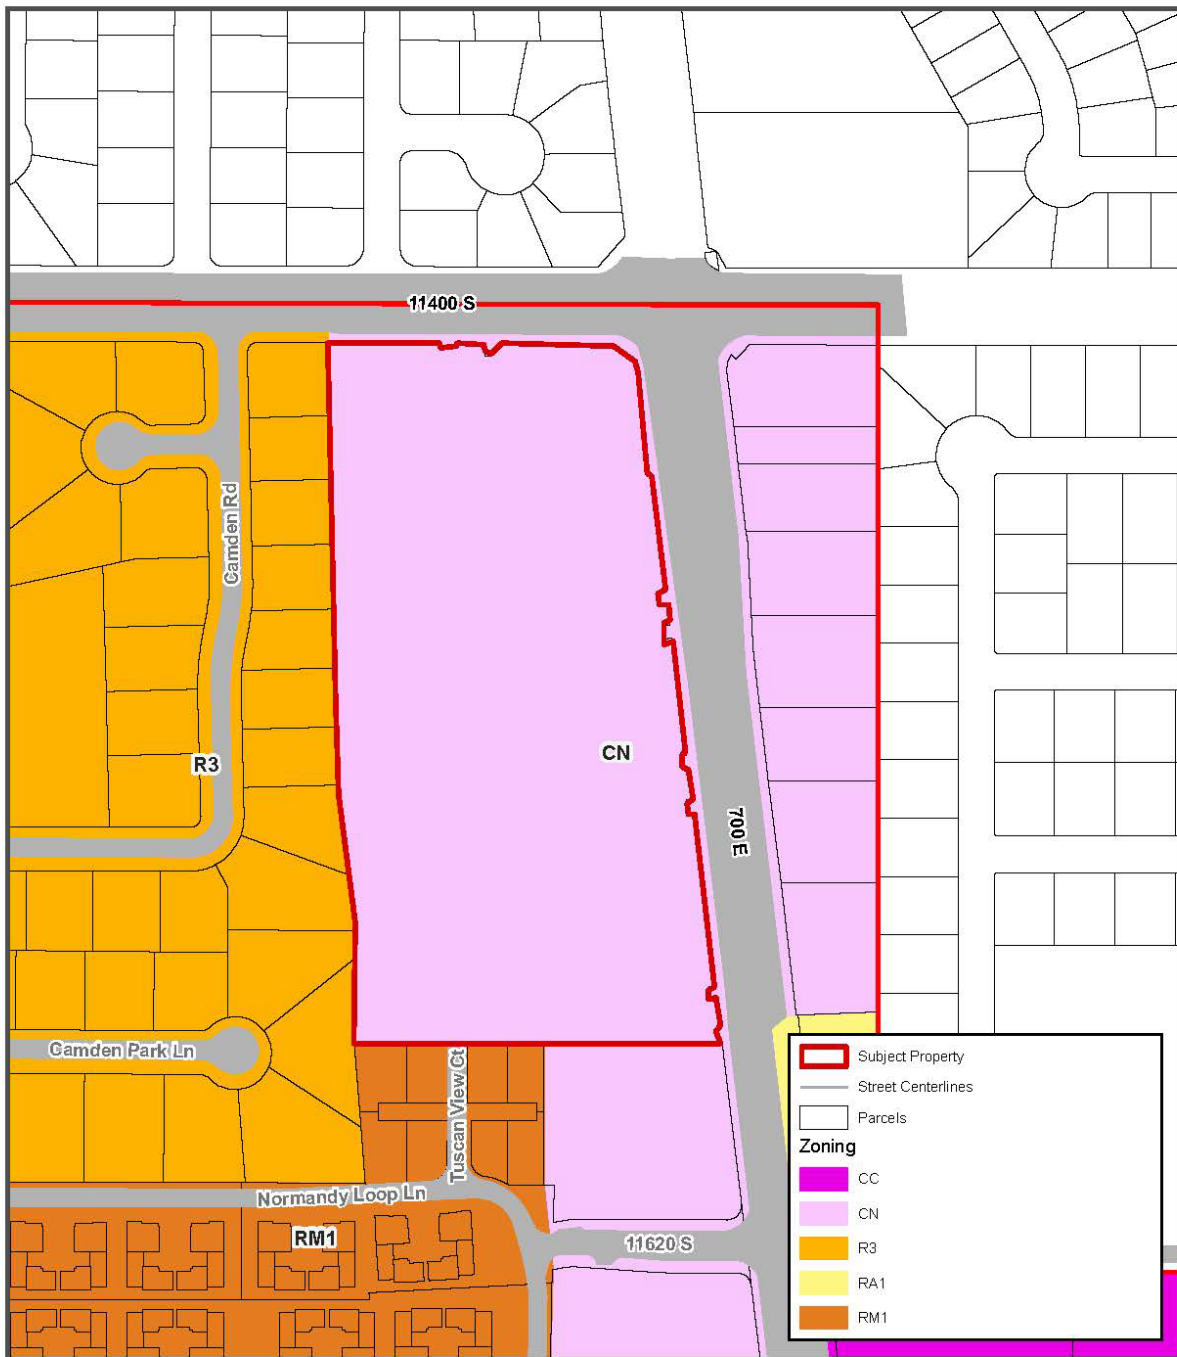 11400 S
Camden Rd
R3
CN
700 E
Camden Park Ln
Tuscan View Ct
Normandy Loop Ln
RM1
11620 S
Subject Property
Street Centerlines
Parcels
Zoning
CC
CN
R3
RA1
RM1